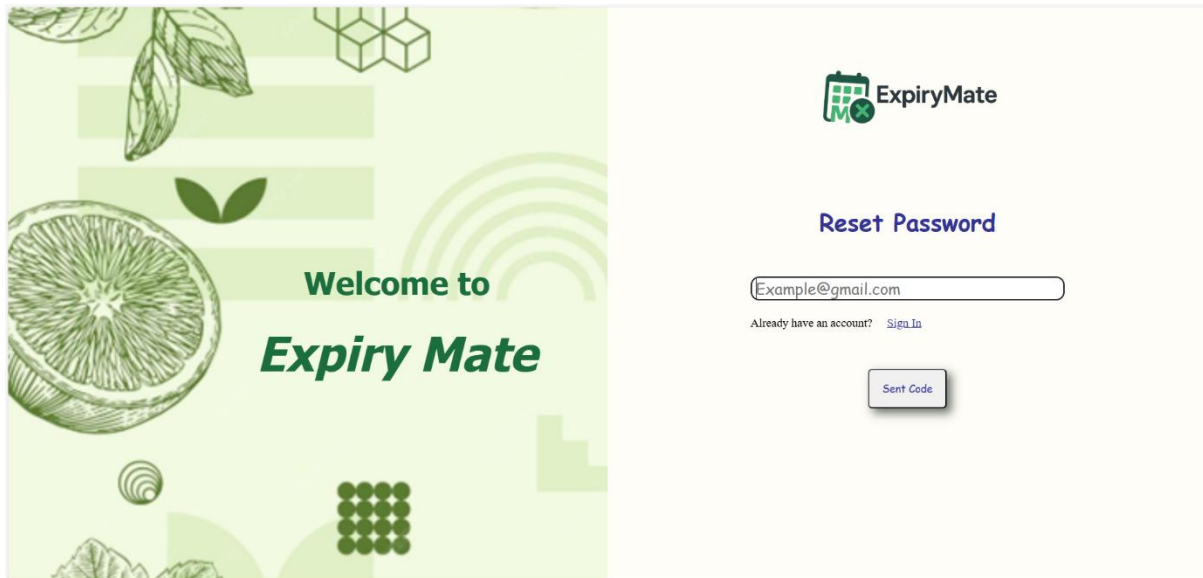 Welcome to
Expiry Mate
ExpiryMate
Reset Password
Example@gmail.com
Already have an account? Sign In
Sent Code